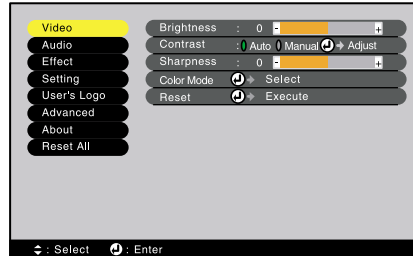 Video
Audio
Effect
Setting
User's Logo
Advanced
About
Reset All
Brightness : 0 - +
Contrast : Auto Manual Adjust
Sharpness : 0 - +
Color Mode Select
Reset Execute
: Select : Enter